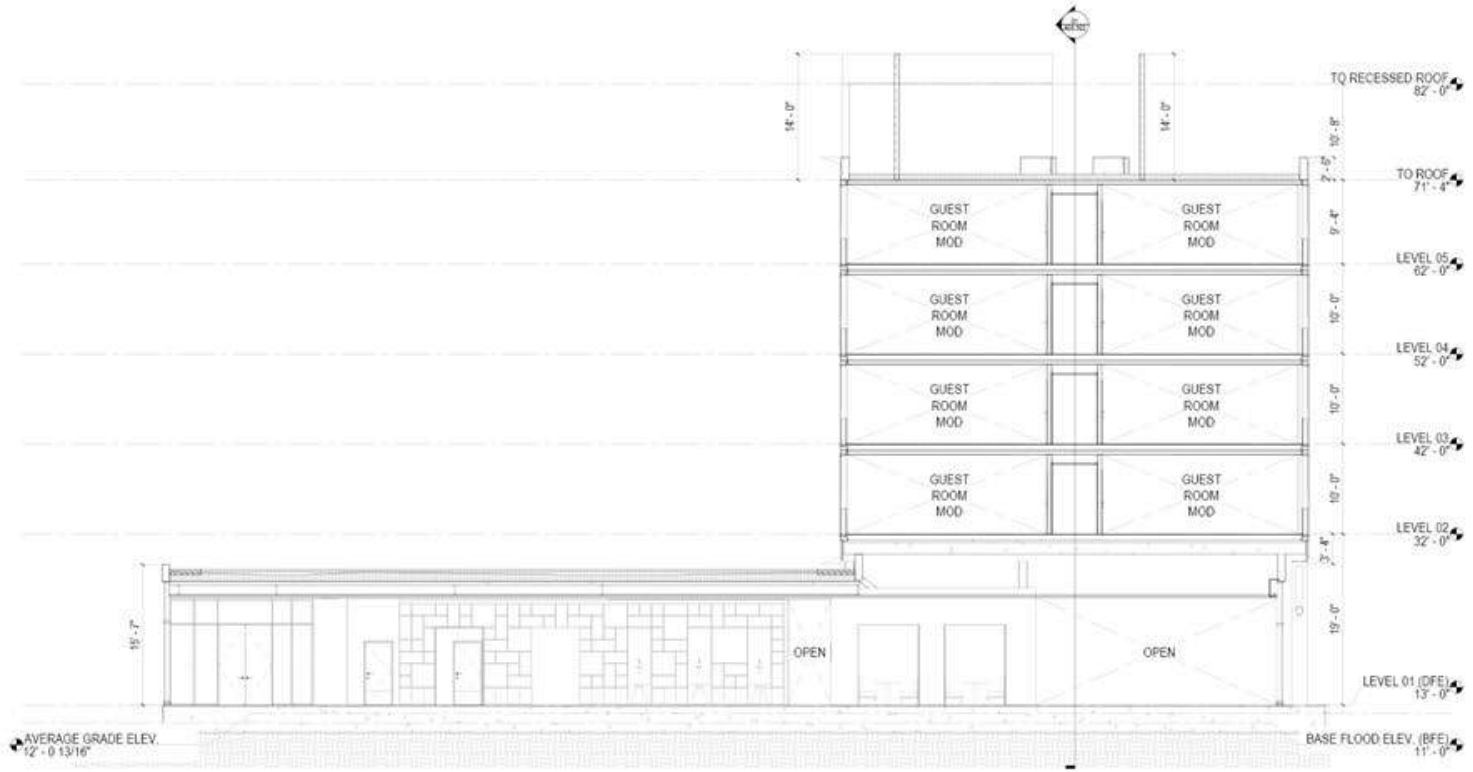 TO RECESSED ROOF
82' - 0"
14' - 0"
14' - 0"
10' - 8"
2' - 6"
TO ROOF
71' - 4"
GUEST
ROOM
MOD
GUEST
ROOM
MOD
9' - 4"
LEVEL 05
62' - 0"
GUEST
ROOM
MOD
GUEST
ROOM
MOD
10' - 0"
LEVEL 04
52' - 0"
GUEST
ROOM
MOD
GUEST
ROOM
MOD
10' - 0"
LEVEL 03
42' - 0"
GUEST
ROOM
MOD
GUEST
ROOM
MOD
10' - 0"
LEVEL 02
32' - 0"
3' - 4"
15' - 7"
19' - 0"
OPEN
OPEN
LEVEL 01 (DFE)
13' - 0"
AVERAGE GRADE ELEV.
12' - 0 13/16"
BASE FLOOD ELEV. (BFE)
11' - 0"